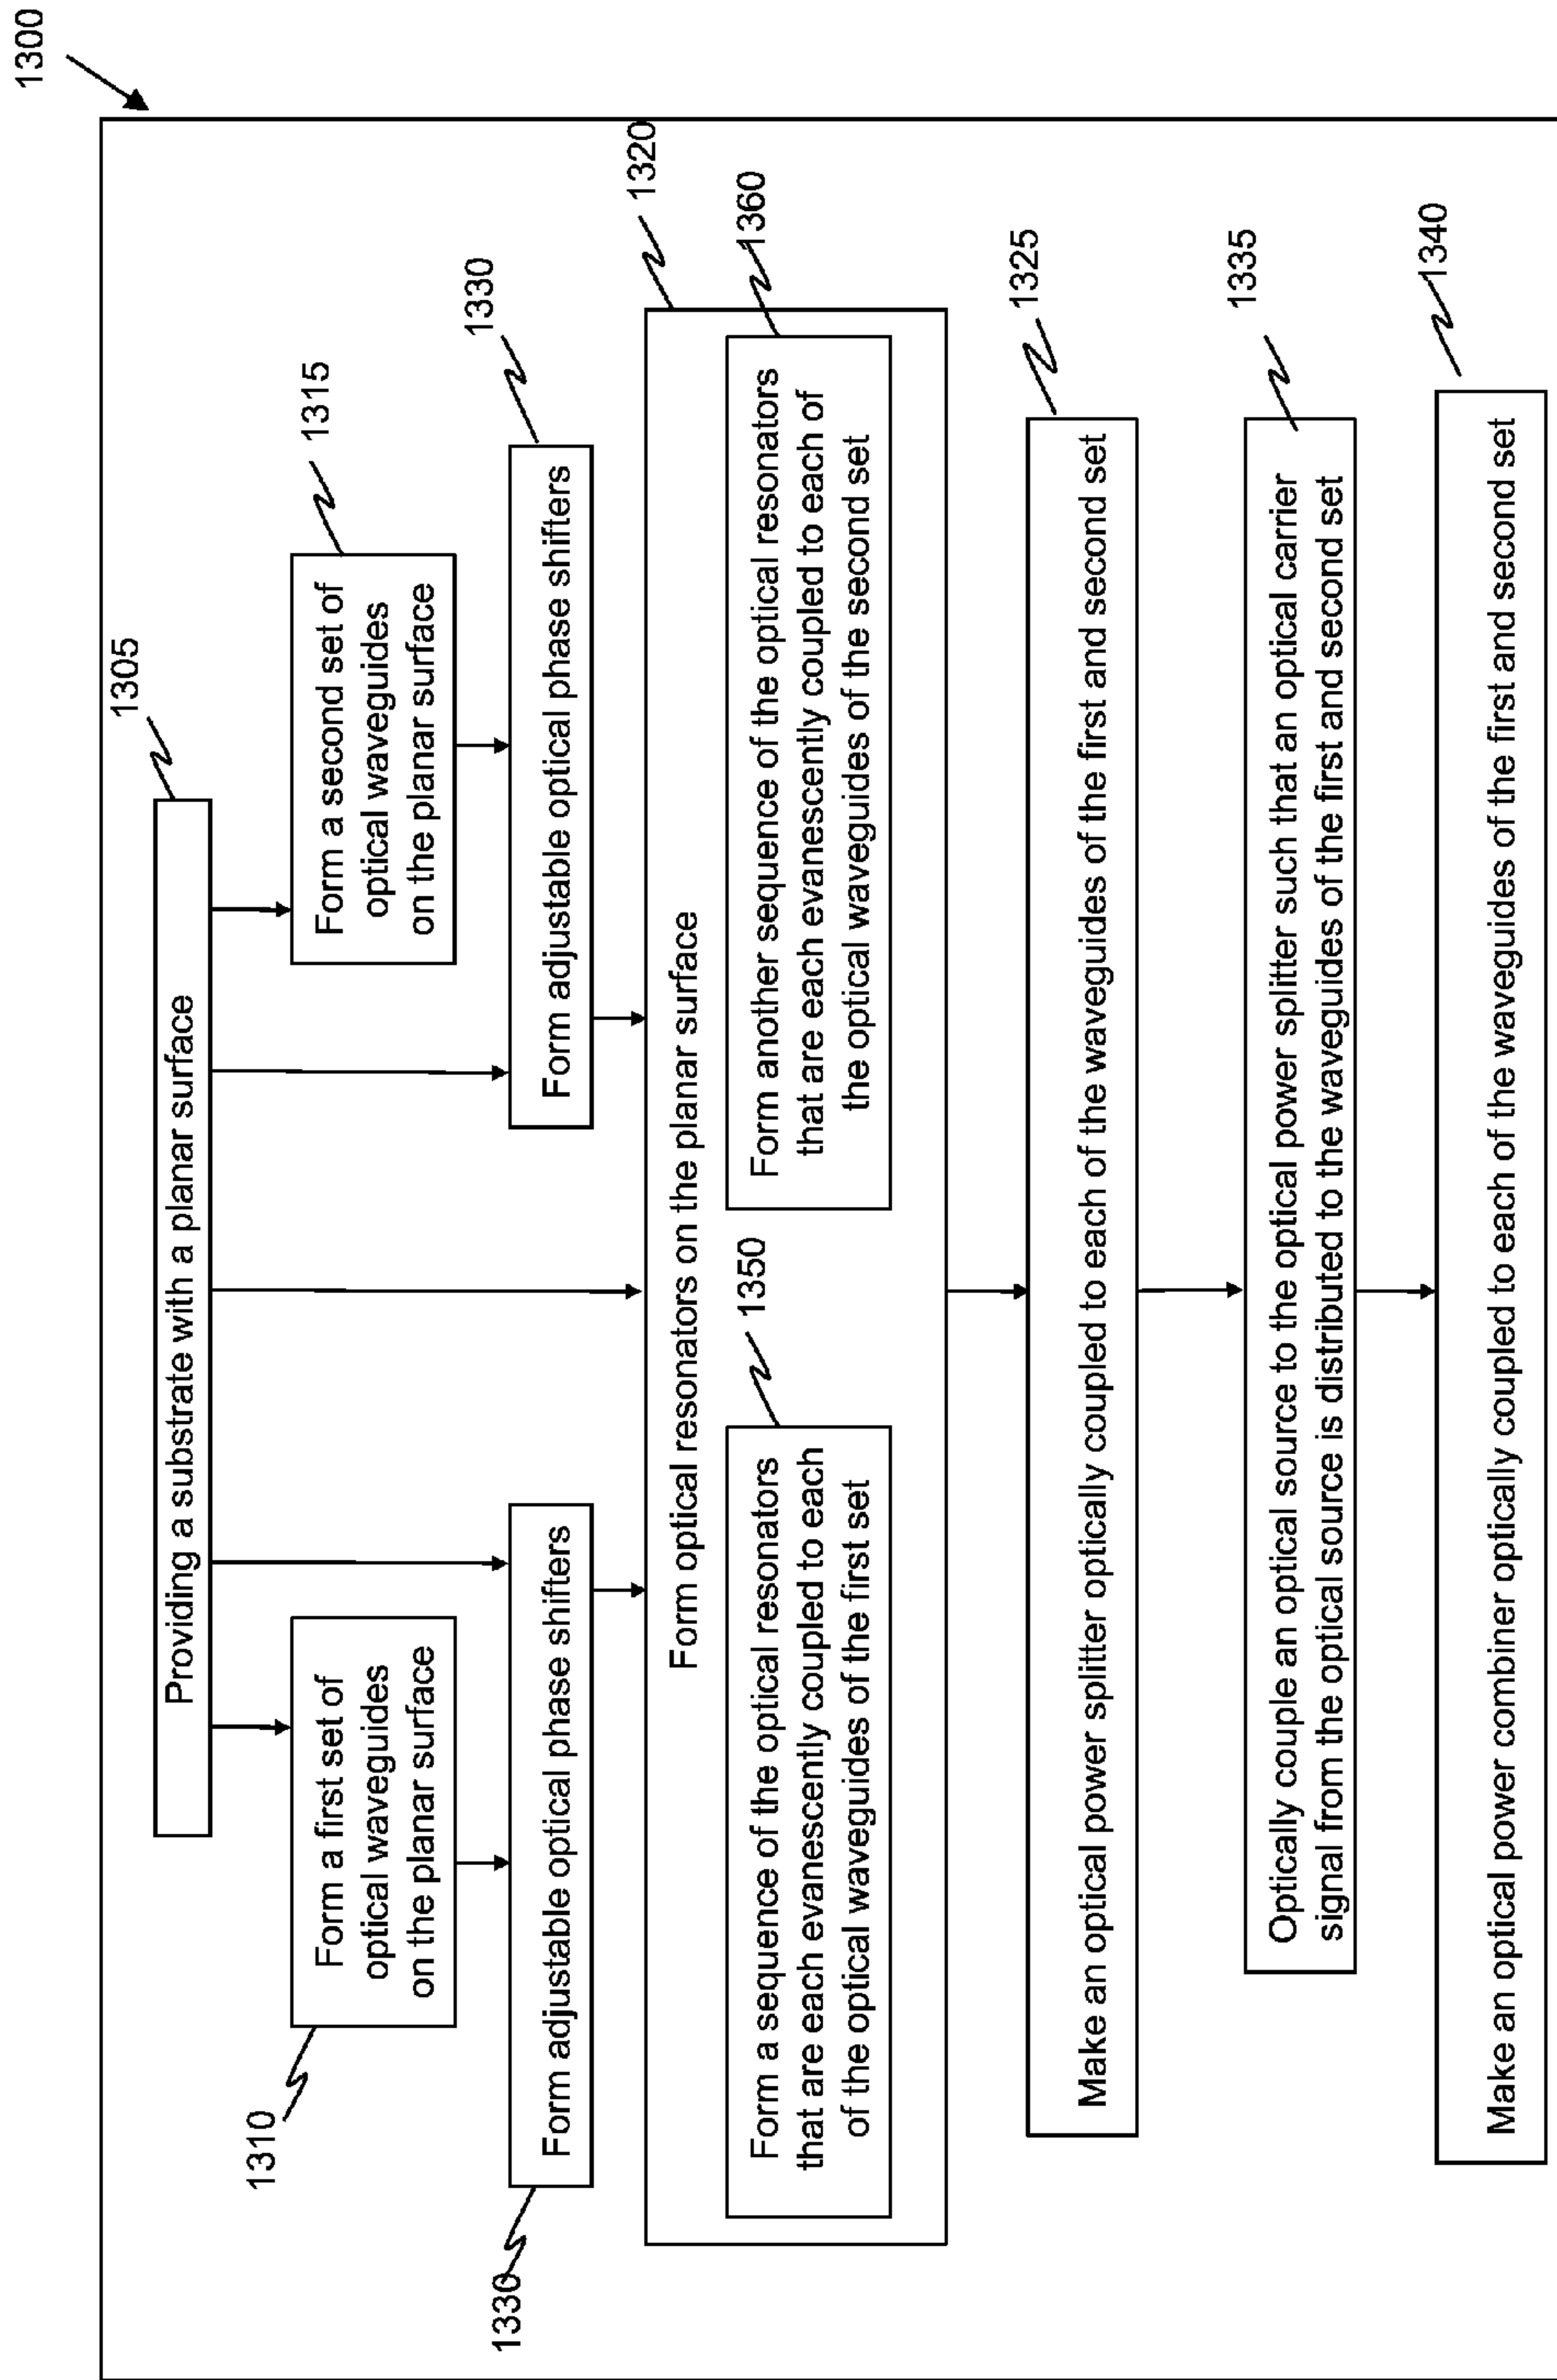 1300
1305
Providing a substrate with a planar surface
1310
Form a first set of
optical waveguides
on the planar surface
1315
Form a second set of
optical waveguides
on the planar surface
1330
Form adjustable optical phase shifters
1330
Form adjustable optical phase shifters
1320
Form optical resonators on the planar surface
1350
Form a sequence of the optical resonators
that are each evanescently coupled to each
of the optical waveguides of the first set
1360
Form another sequence of the optical resonators
that are each evanescently coupled to each of
the optical waveguides of the second set
1325
Make an optical power splitter optically coupled to each of the waveguides of the first and second set
1335
Optically couple an optical source to the optical power splitter such that an optical carrier
signal from the optical source is distributed to the waveguides of the first and second set
1340
Make an optical power combiner optically coupled to each of the waveguides of the first and second set